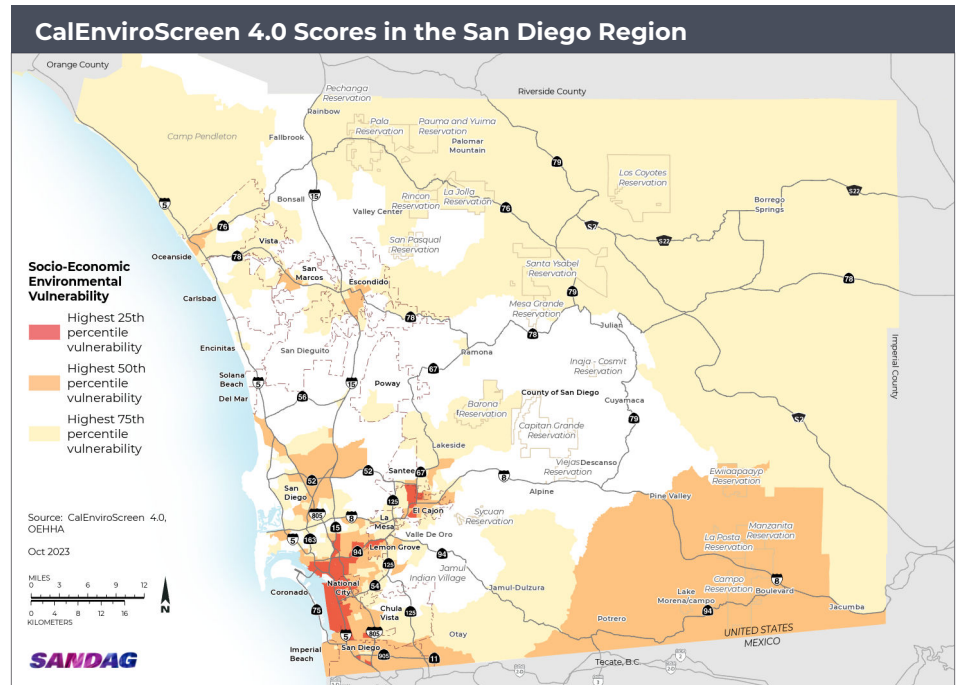 CalEnviroScreen 4.0 Scores in the San Diego Region
Orange County
Riverside County
Pechanga
Reservation
Rainbow
Camp Pendleton
Fallbrook
Pala
Reservation
Pauma and Yuima
Reservation
Palomar
Mountain
79
Los Coyotes
Reservation
S22
5
15
Bonsall
Rincon
Reservation
La Jolla
Reservation
Valley Center
76
76
Borrego
Springs
S2
S22
Vista
San Pasqual
Reservation
Oceanside
78
Santa Ysabel
Reservation
78
Socio-Economic
Environmental
Vulnerability
San
Marcos
Escondido
79
Carlsbad
Mesa Grande
Reservation
Highest 25th
percentile
vulnerability
78
78
Julian
Imperial County
Encinitas
San Dieguito
Ramona
Inaja - Cosmit
Reservation
Highest 50th
percentile
vulnerability
Solana
Beach
5
15
Poway
67
County of San Diego
Cuyamaca
Del Mar
56
Barona
Reservation
79
S2
Highest 75th
percentile
vulnerability
Capitan Grande
Reservation
Lakeside
52
52
Santee
67
Viejas
Reservation
Descanso
8
Ewiiaapaayp
Reservation
San
Diego
125
El Cajon
Alpine
Pine Valley
Source: CalEnviroScreen 4.0,
OEHHA
805
8
La
Mesa
Sycuan
Reservation
Manzanita
Reservation
15
Valle De Oro
La Posta
Reservation
5
163
94
Lemon Grove
94
Oct 2023
125
Jamul
Indian Village
Campo
Reservation
8
MILES
0 3 6 9 12
National
City
54
Jamul-Dulzura
Lake
Morena/campo
Boulevard
Coronado
75
Chula
Vista
125
94
Jacumba
0 4 8 12 16
KILOMETERS
N
Potrero
5
805
Otay
UNITED STATES
MEXICO
Imperial
Beach
San Diego
905
11
Tecate, B.C.
SANDAG